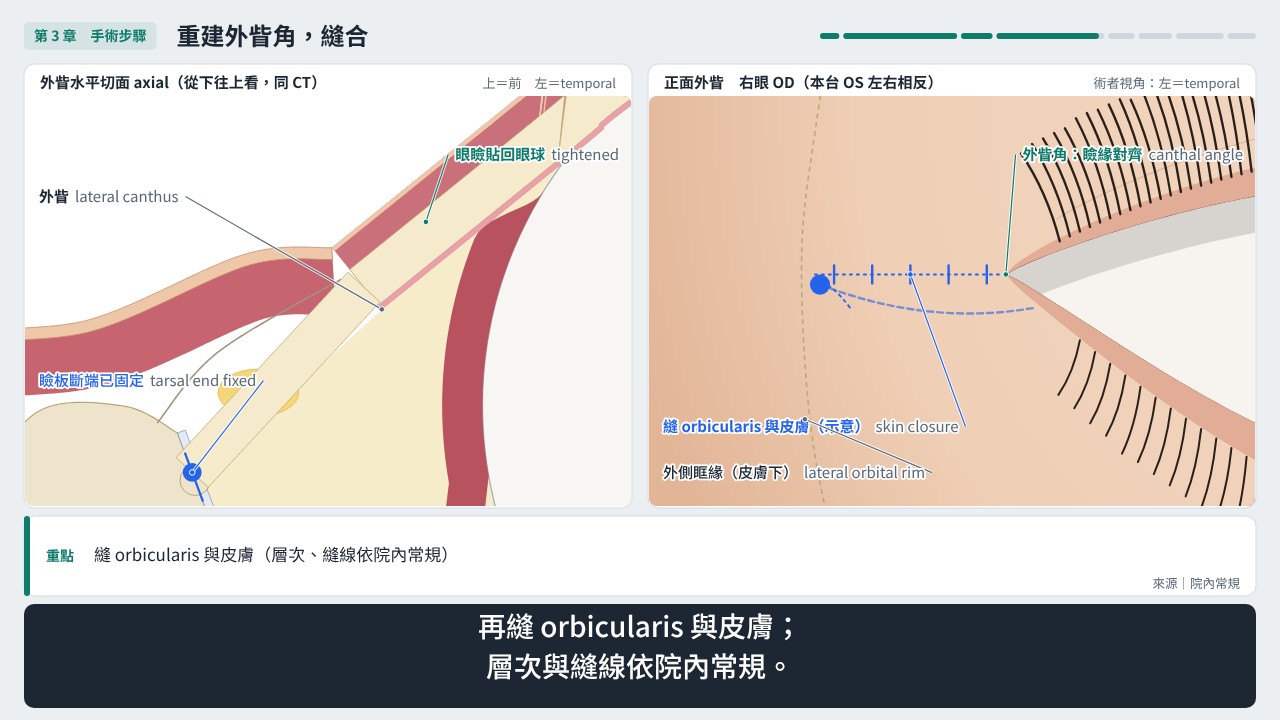 第 3 章　手術步驟
重建外眥角，縫合
外眥水平切面 axial（從下往上看，同 CT）
上＝前　左＝temporal
眼瞼貼回眼球 tightened
外眥 lateral canthus
瞼板斷端已固定 tarsal end fixed
正面外眥　右眼 OD（本台 OS 左右相反）
術者視角：左＝temporal
外眥角：瞼緣對齊 canthal angle
縫 orbicularis 與皮膚（示意） skin closure
外側眶緣（皮膚下） lateral orbital rim
重點　縫 orbicularis 與皮膚（層次、縫線依院內常規）
來源｜院內常規
再縫 orbicularis 與皮膚；
層次與縫線依院內常規。